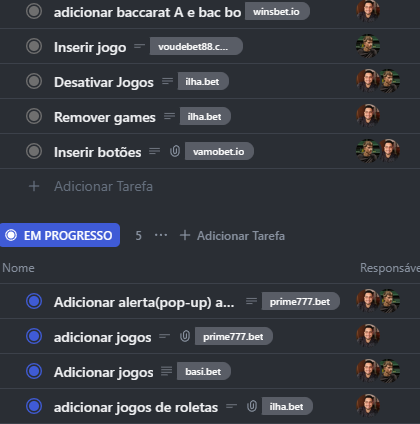 adicionar baccarat A e bac bo winsbet.io
Inserir jogo voudebet88.c...
Desativar Jogos ilha.bet
Remover games ilha.bet
Inserir botões vamobet.io
+ Adicionar Tarefa
EM PROGRESSO 5 ... + Adicionar Tarefa
Nome Responsáve
Adicionar alerta(pop-up) a... prime777.bet
adicionar jogos prime777.bet
Adicionar jogos basi.bet
adicionar jogos de roletas ilha.bet